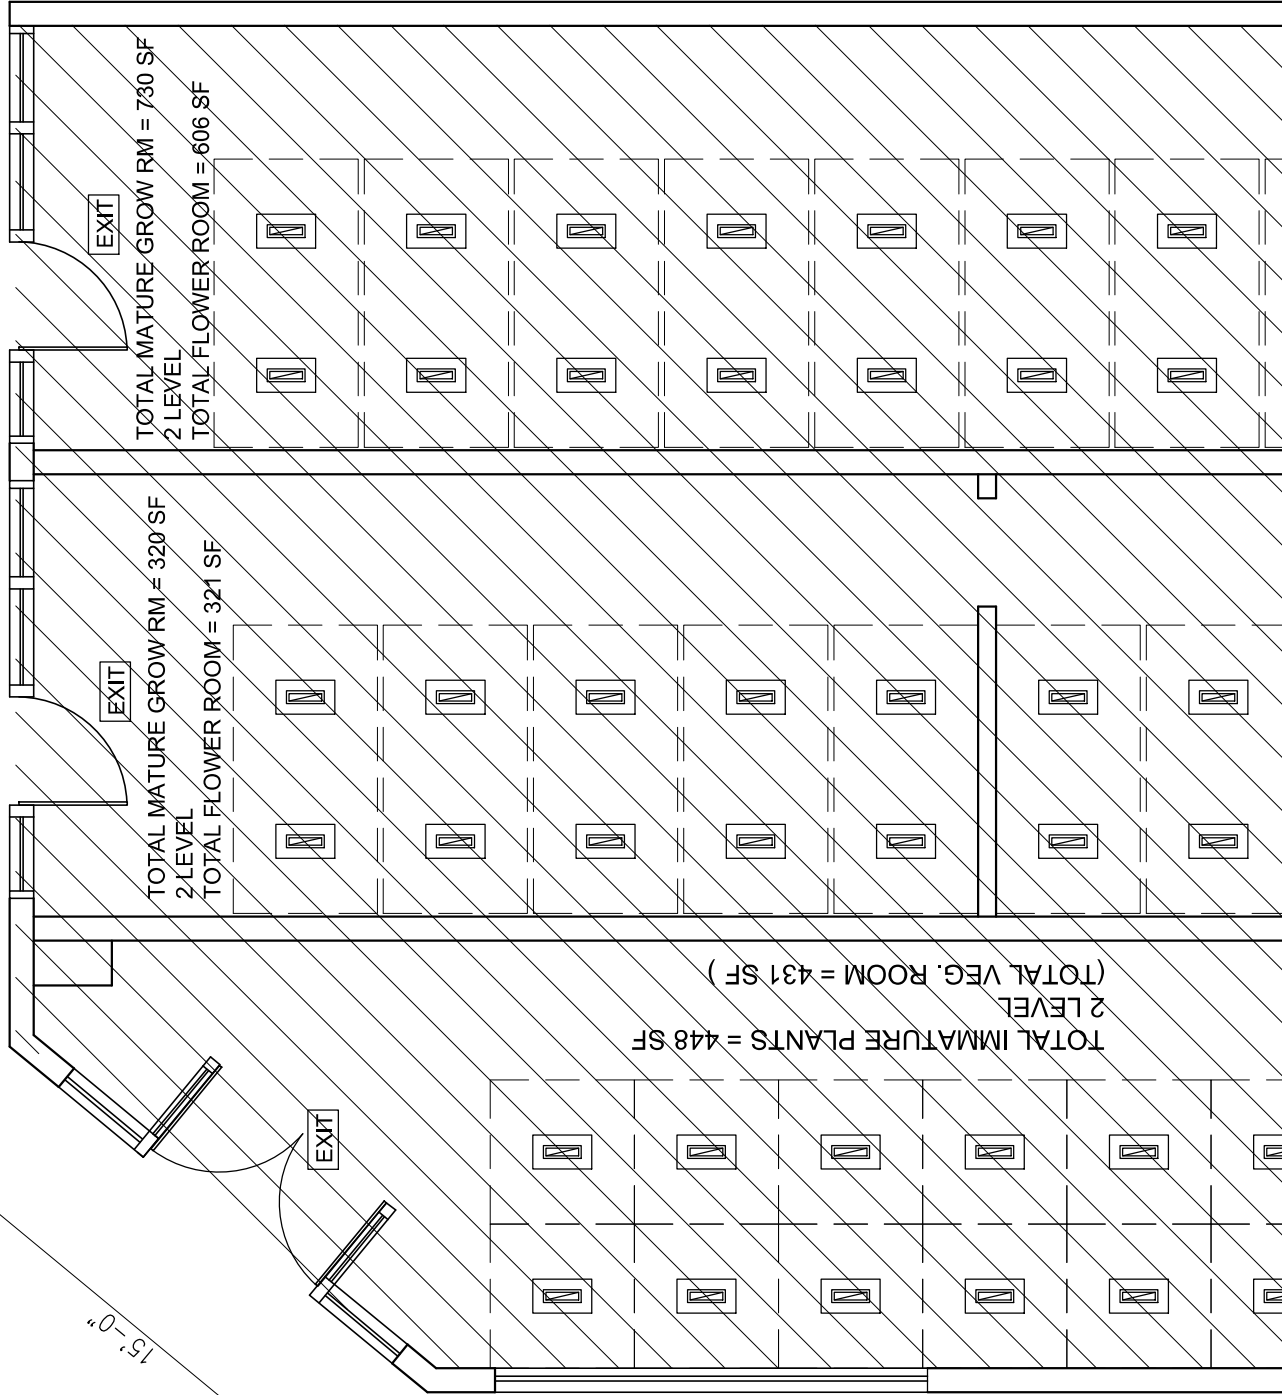 EXIT
TOTAL MATURE GROW RM = 730 SF
2 LEVEL
TOTAL FLOWER ROOM = 606 SF
EXIT
TOTAL MATURE GROW RM = 320 SF
2 LEVEL
TOTAL FLOWER ROOM = 321 SF
TOTAL IMMATURE PLANTS = 448 SF
2 LEVEL
(TOTAL VEG. ROOM = 431 SF )
EXIT
15'-0"